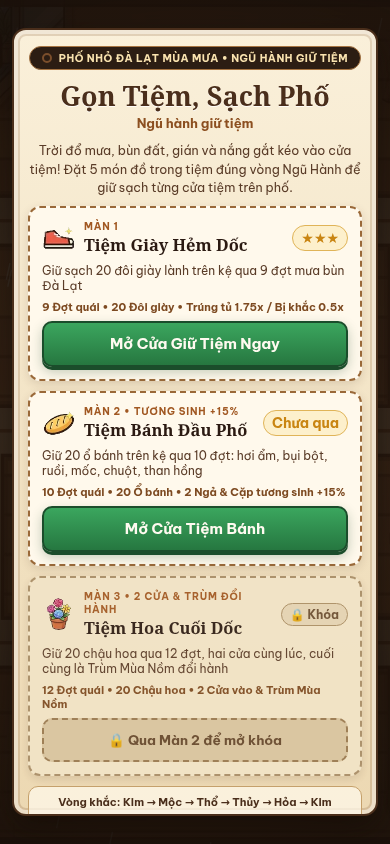 PHỐ NHỎ ĐÀ LẠT MÙA MƯA • NGŨ HÀNH GIỮ TIỆM
Gọn Tiệm, Sạch Phố
Ngũ hành giữ tiệm
Trời đổ mưa, bùn đất, gián và nắng gắt kéo vào cửa
tiệm! Đặt 5 món đồ trong tiệm đúng vòng Ngũ Hành để
giữ sạch từng cửa tiệm trên phố.
MÀN 1
Tiệm Giày Hẻm Dốc
★★★
Giữ sạch 20 đôi giày lành trên kệ qua 9 đợt mưa bùn
Đà Lạt
9 Đợt quái • 20 Đôi giày • Trúng tủ 1.75x / Bị khắc 0.5x
Mở Cửa Giữ Tiệm Ngay
MÀN 2 • TƯƠNG SINH +15%
Tiệm Bánh Đầu Phố
Chưa qua
Giữ 20 ổ bánh trên kệ qua 10 đợt: hơi ẩm, bụi bột,
ruồi, mốc, chuột, than hồng
10 Đợt quái • 20 Ổ bánh • 2 Ngả & Cặp tương sinh +15%
Mở Cửa Tiệm Bánh
MÀN 3 • 2 CỬA & TRÙM ĐỔI
HÀNH
Tiệm Hoa Cuối Dốc
🔒 Khóa
Giữ 20 chậu hoa qua 12 đợt, hai cửa cùng lúc, cuối
cùng là Trùm Mùa Nồm đổi hành
12 Đợt quái • 20 Chậu hoa • 2 Cửa vào & Trùm Mùa
Nồm
🔒 Qua Màn 2 để mở khóa
Vòng khắc: Kim → Mộc → Thổ → Thủy → Hỏa → Kim